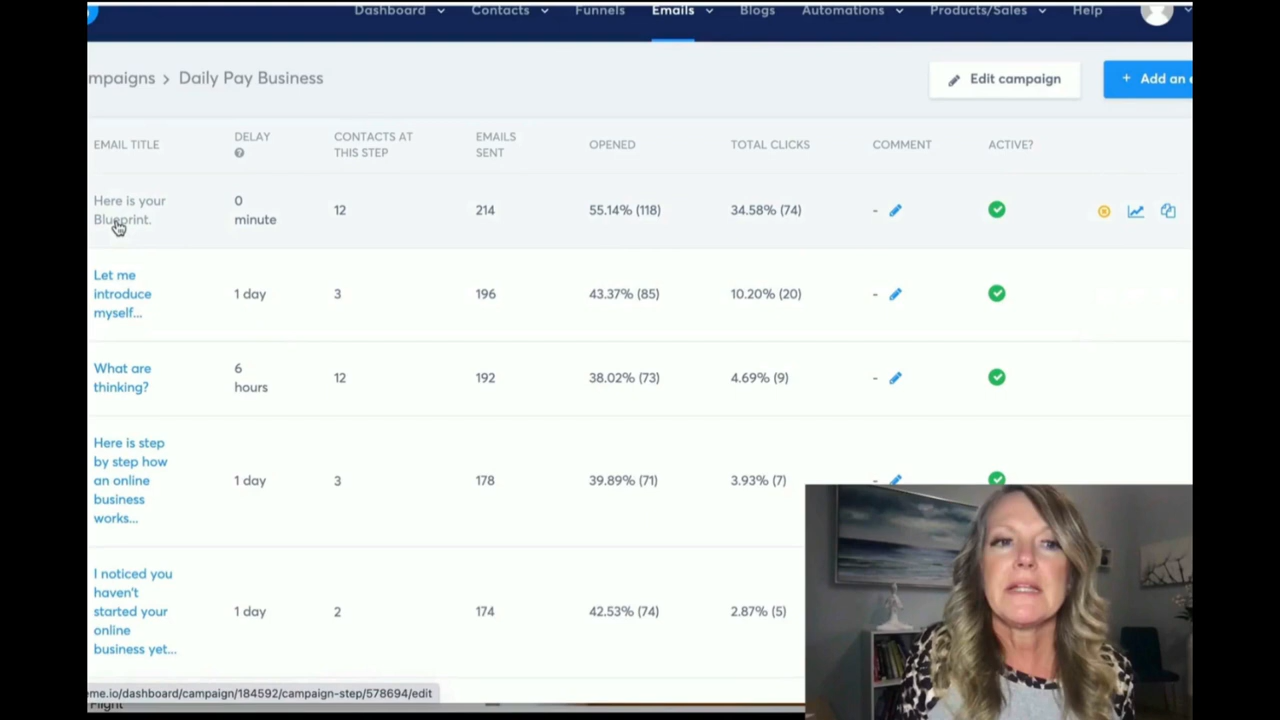 Dashboard Contacts Funnels Emails Blogs Automations Products/Sales Help
mpaigns > Daily Pay Business
Edit campaign
+ Add an e
EMAIL TITLE
DELAY
CONTACTS AT
THIS STEP
EMAILS
SENT
OPENED
TOTAL CLICKS
COMMENT
ACTIVE?
Here is your
Blueprint.
0
minute
12
214
55.14% (118)
34.58% (74)
-
Let me
introduce
myself...
1 day
3
196
43.37% (85)
10.20% (20)
-
What are
thinking?
6
hours
12
192
38.02% (73)
4.69% (9)
-
Here is step
by step how
an online
business
works...
1 day
3
178
39.89% (71)
3.93% (7)
-
I noticed you
haven't
started your
online
business yet...
1 day
2
174
42.53% (74)
2.87% (5)
eme.io/dashboard/campaign/184592/campaign-step/578694/edit
Flight